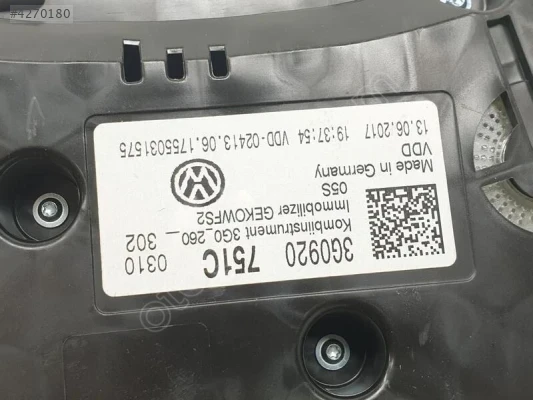 #4270180
3G0920
751C
0310
Kombiinstrument 3G0_260__302
Immobilizer GEKOWFS2
0SS
Made in Germany
VDD
13.06.2017 19:37:54 VDD-02413.06.1755031575